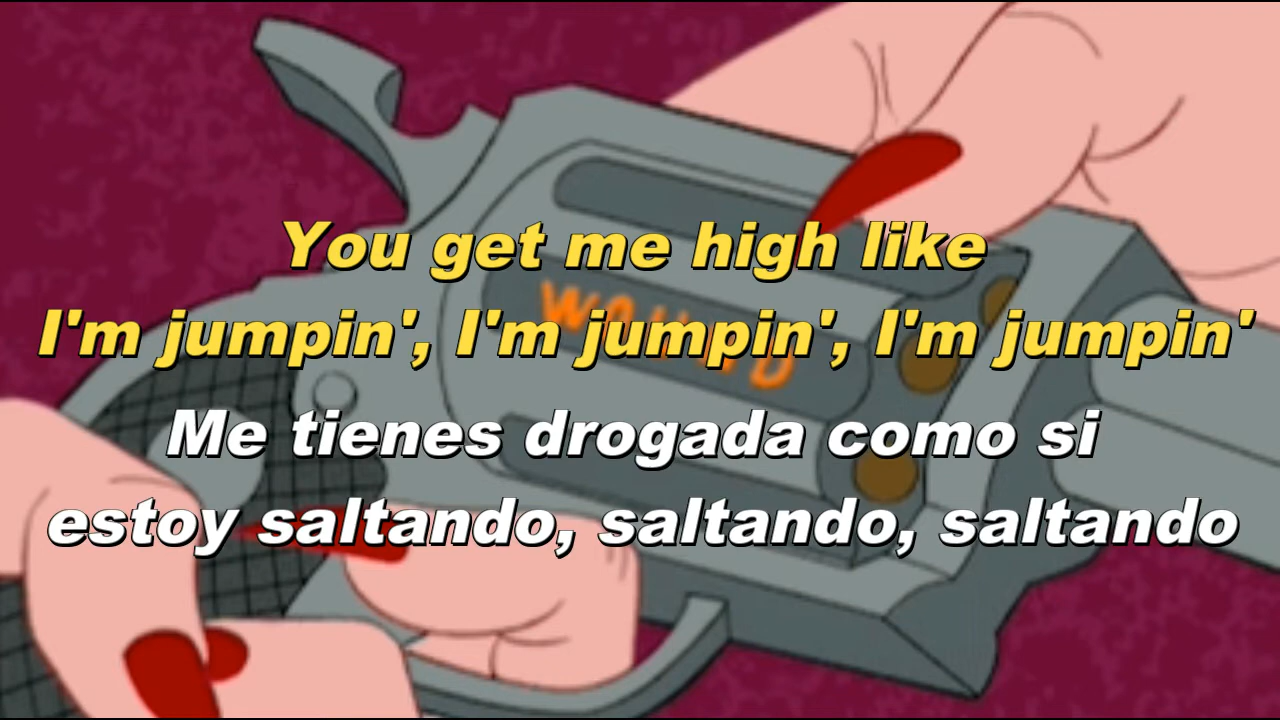 You get me high like
I'm jumpin', I'm jumpin', I'm jumpin'
Me tienes drogada como si
estoy saltando, saltando, saltando